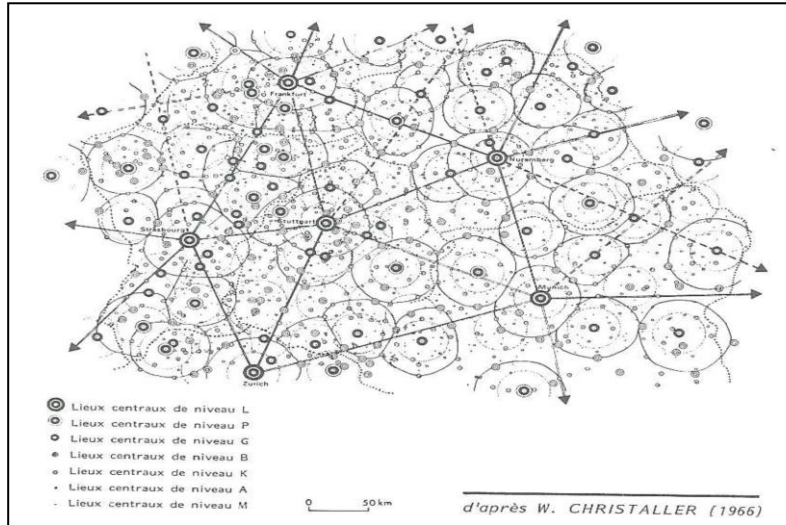 Frankfurt
Nuremberg
Strasbourg
Stuttgart
Munich
Zurich
Lieux centraux de niveau L
Lieux centraux de niveau P
Lieux centraux de niveau G
Lieux centraux de niveau B
Lieux centraux de niveau K
Lieux centraux de niveau A
Lieux centraux de niveau M
0 50 km
d'après W. CHRISTALLER (1966)